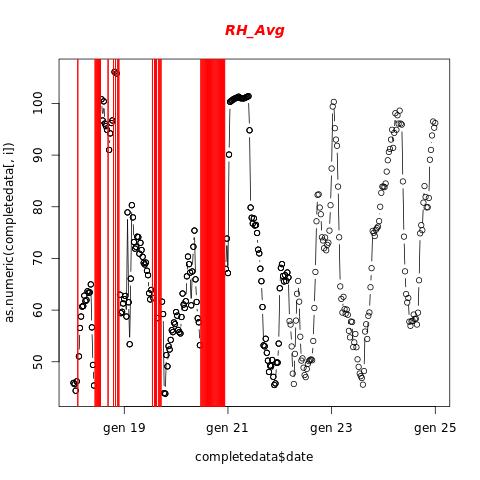 RH_Avg
as.numeric(completedata[, i])
100
90
80
70
60
50
gen 19
gen 21
gen 23
gen 25
completedata$date